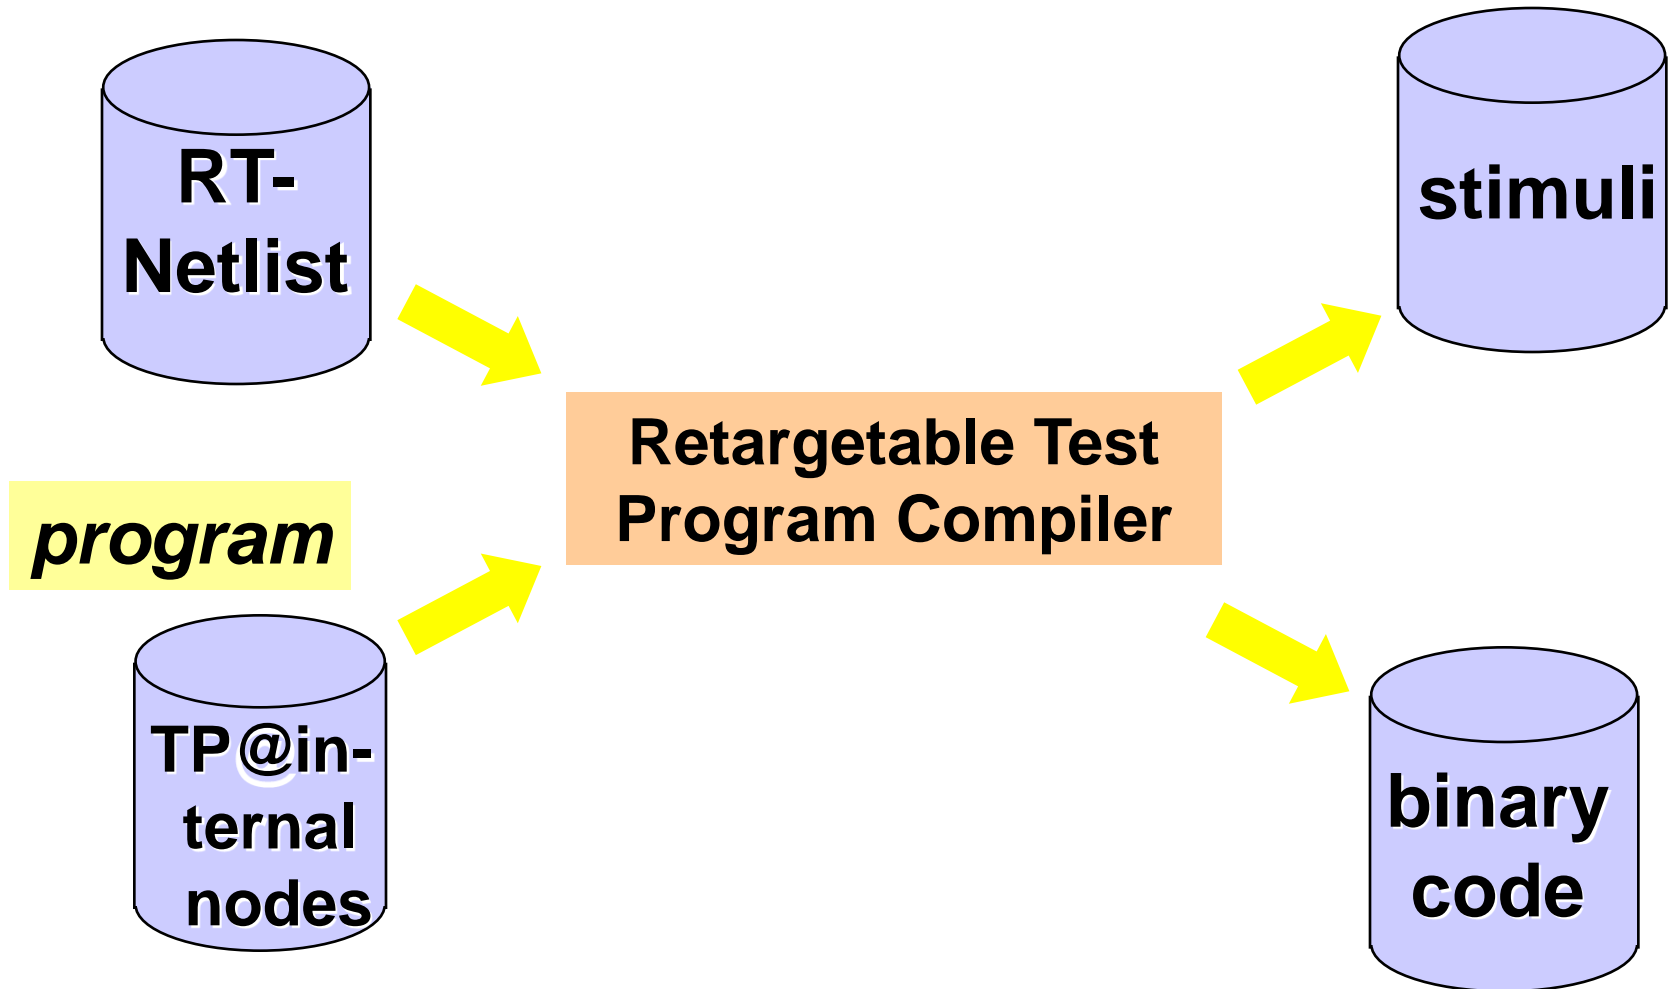 RT-
Netlist
stimuli
Retargetable Test
Program Compiler
program
TP@in-
ternal
nodes
binary
code